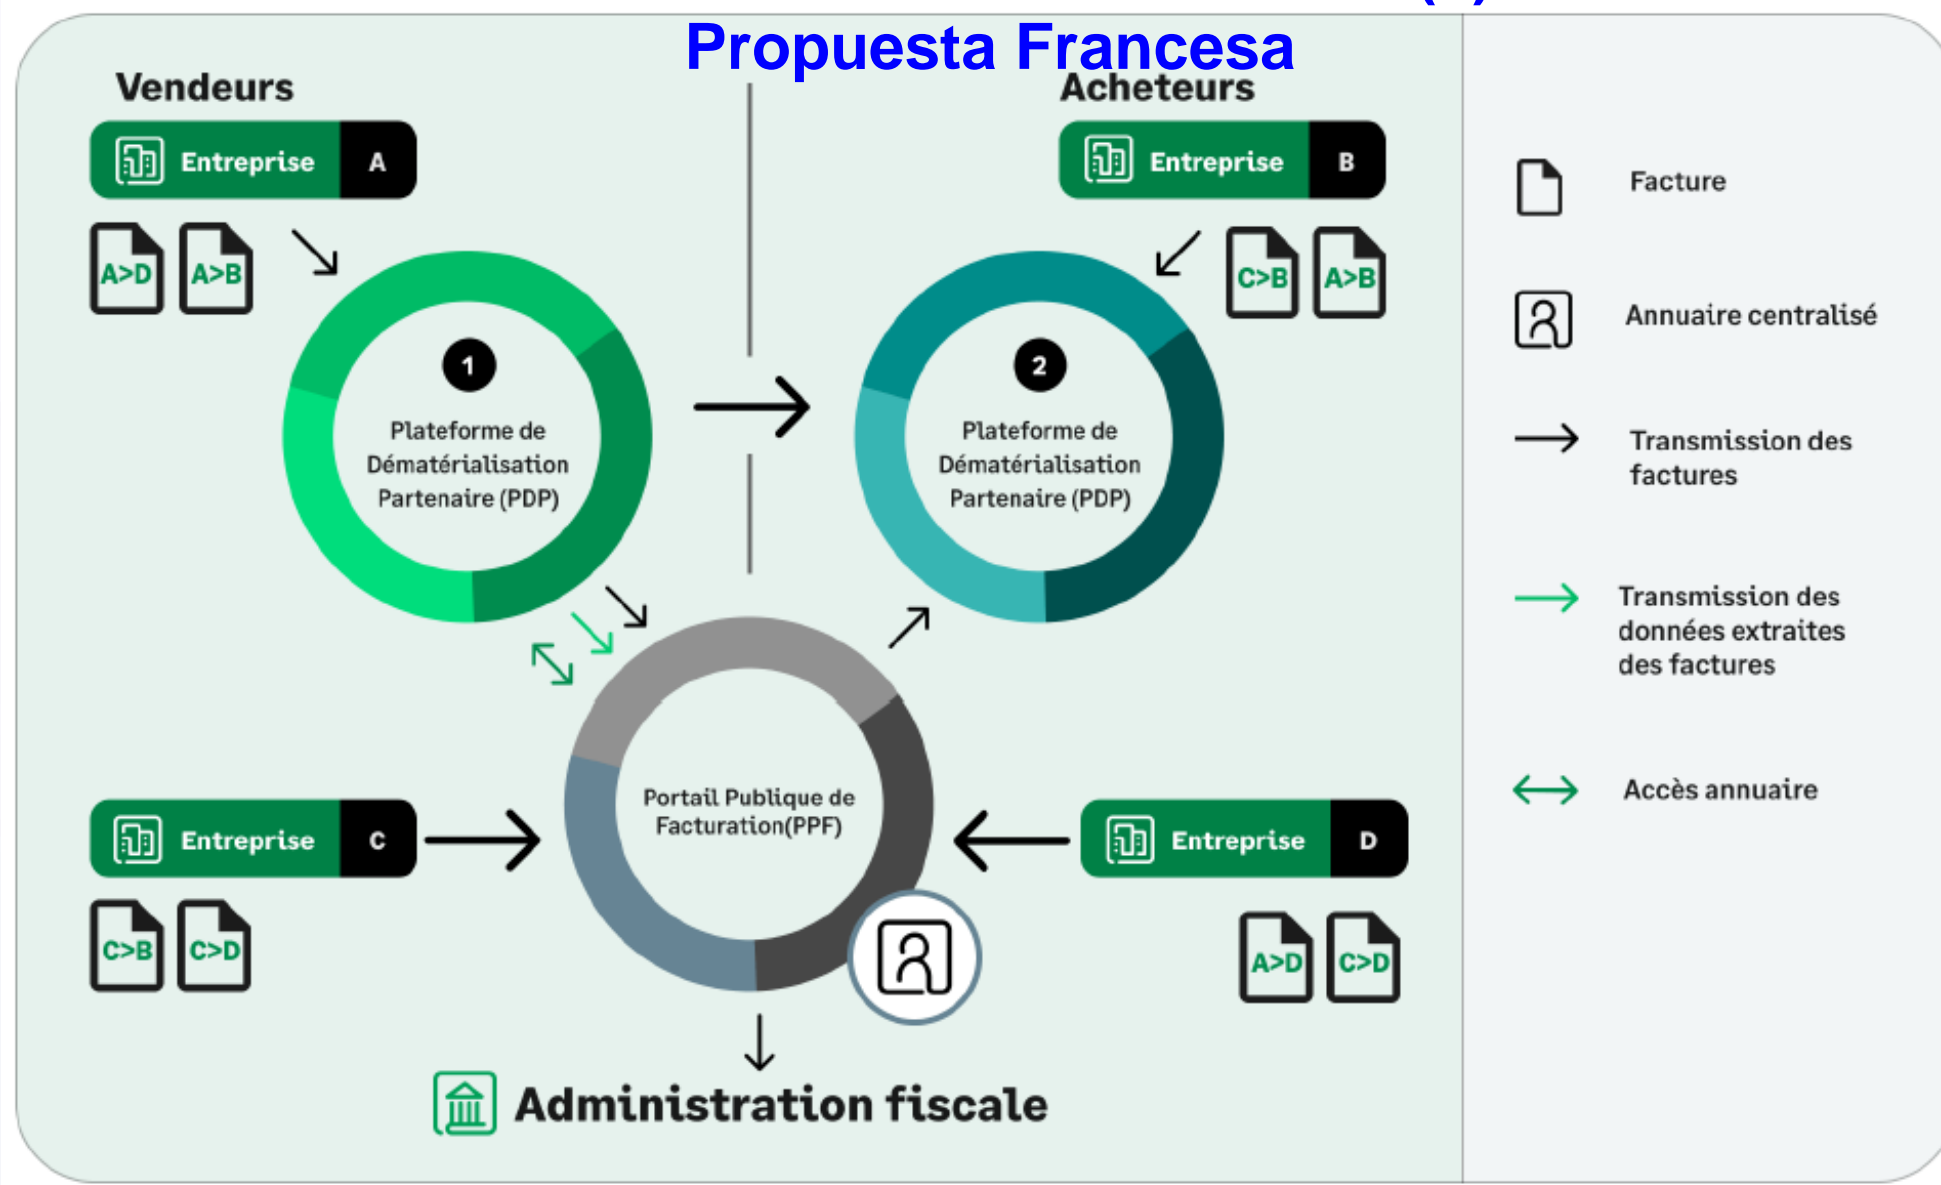 Propuesta Francesa
Vendeurs
Acheteurs
Entreprise A
Entreprise B
A>D A>B
C>B A>B
1
Plateforme de
Dématérialisation
Partenaire (PDP)
2
Plateforme de
Dématérialisation
Partenaire (PDP)
Portail Publique de
Facturation(PPF)
Entreprise C
Entreprise D
C>B C>D
A>D C>D
Administration fiscale
Facture
Annuaire centralisé
Transmission des
factures
Transmission des
données extraites
des factures
Accès annuaire